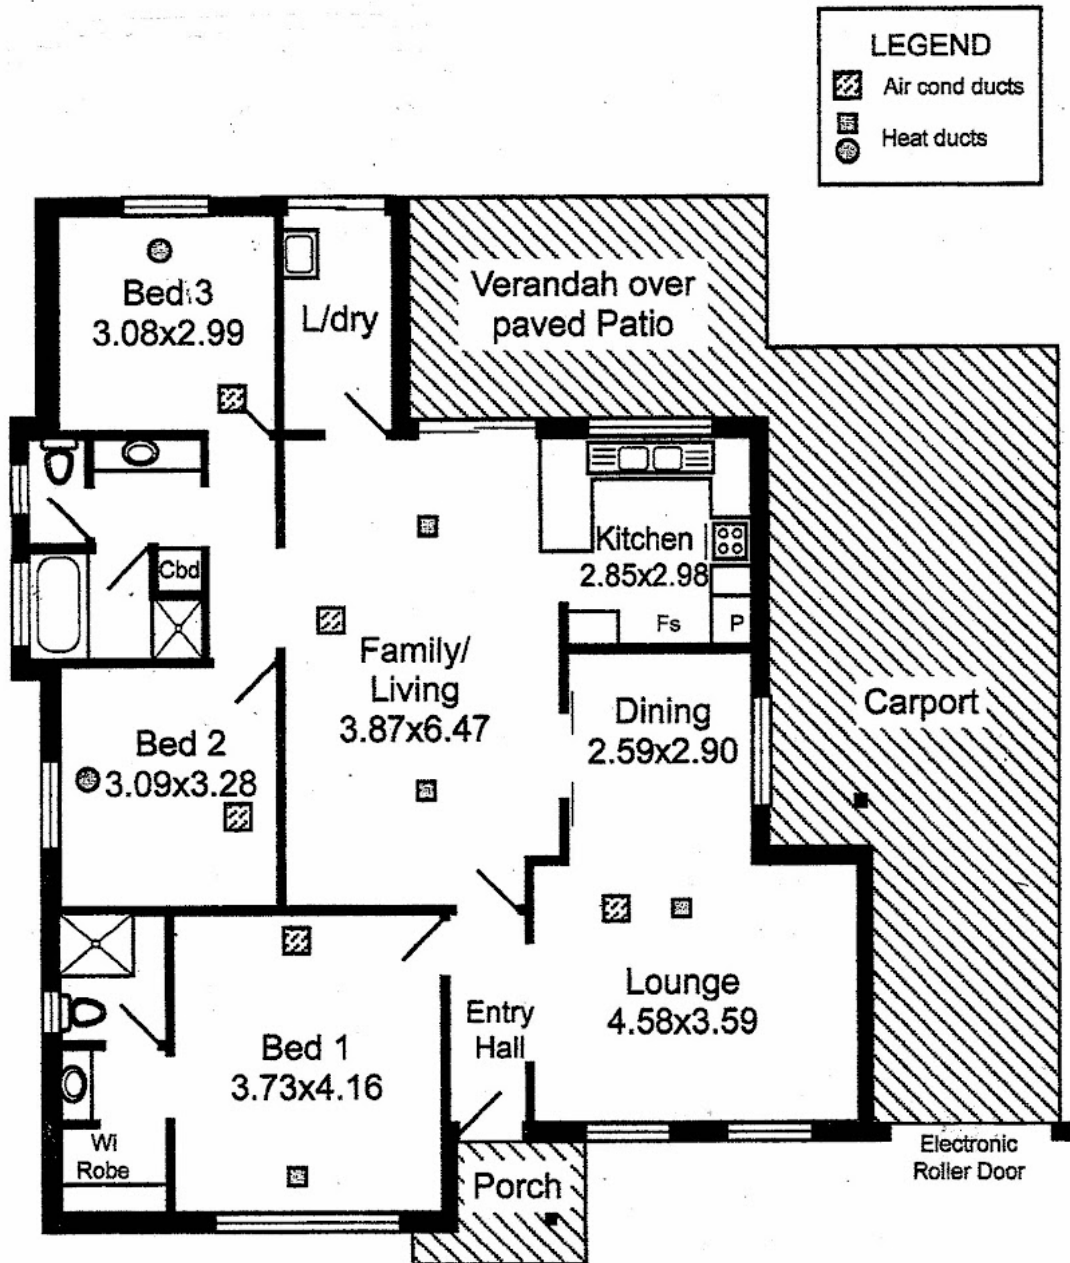 LEGEND
Air cond ducts
Heat ducts
Bed 3
3.08x2.99
L/dry
Verandah over
paved Patio
Kitchen
2.85x2.98
Cbd
Fs
P
Family/
Living
3.87x6.47
Dining
2.59x2.90
Carport
Bed 2
3.09x3.28
Lounge
4.58x3.59
Entry
Hall
Bed 1
3.73x4.16
Wi
Robe
Porch
Electronic
Roller Door